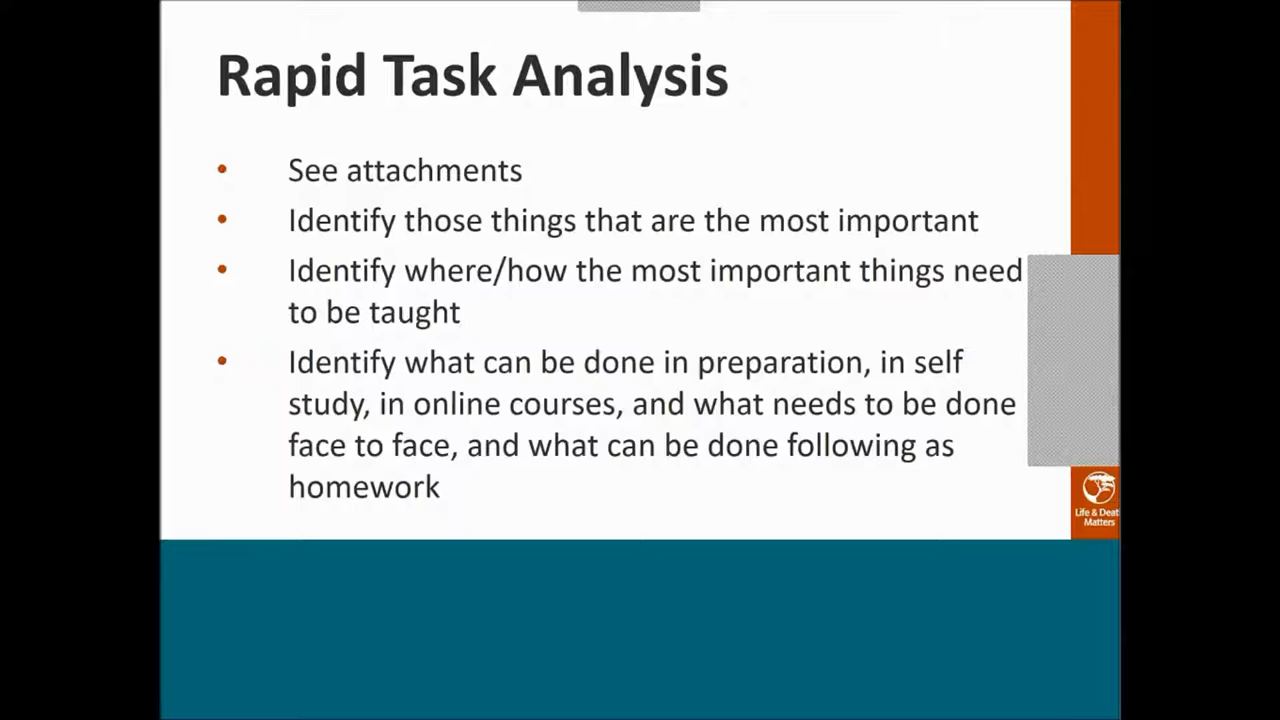 Rapid Task Analysis
• See attachments
• Identify those things that are the most important
• Identify where/how the most important things need
to be taught
• Identify what can be done in preparation, in self
study, in online courses, and what needs to be done
face to face, and what can be done following as
homework
Life & Deat
Matters